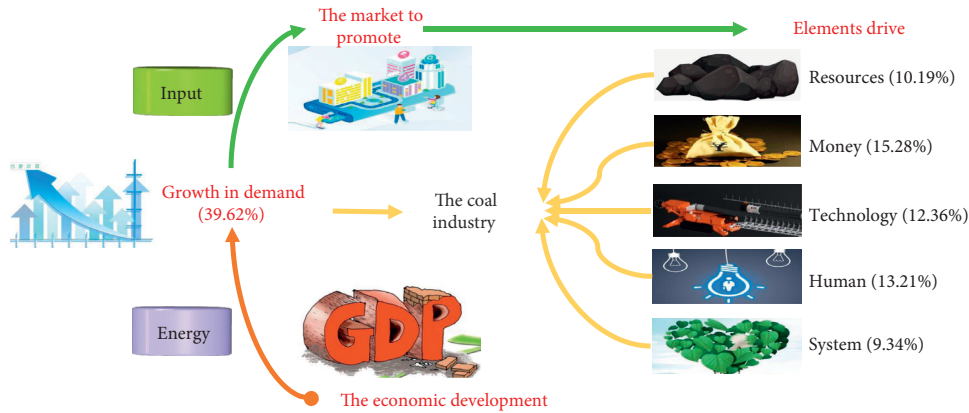 The market to
promote
Elements drive
Input
Resources (10.19%)
¥
Money (15.28%)
Growth in demand
(39.62%)
The coal
industry
Technology (12.36%)
Human (13.21%)
Energy
GDP
System (9.34%)
The economic development